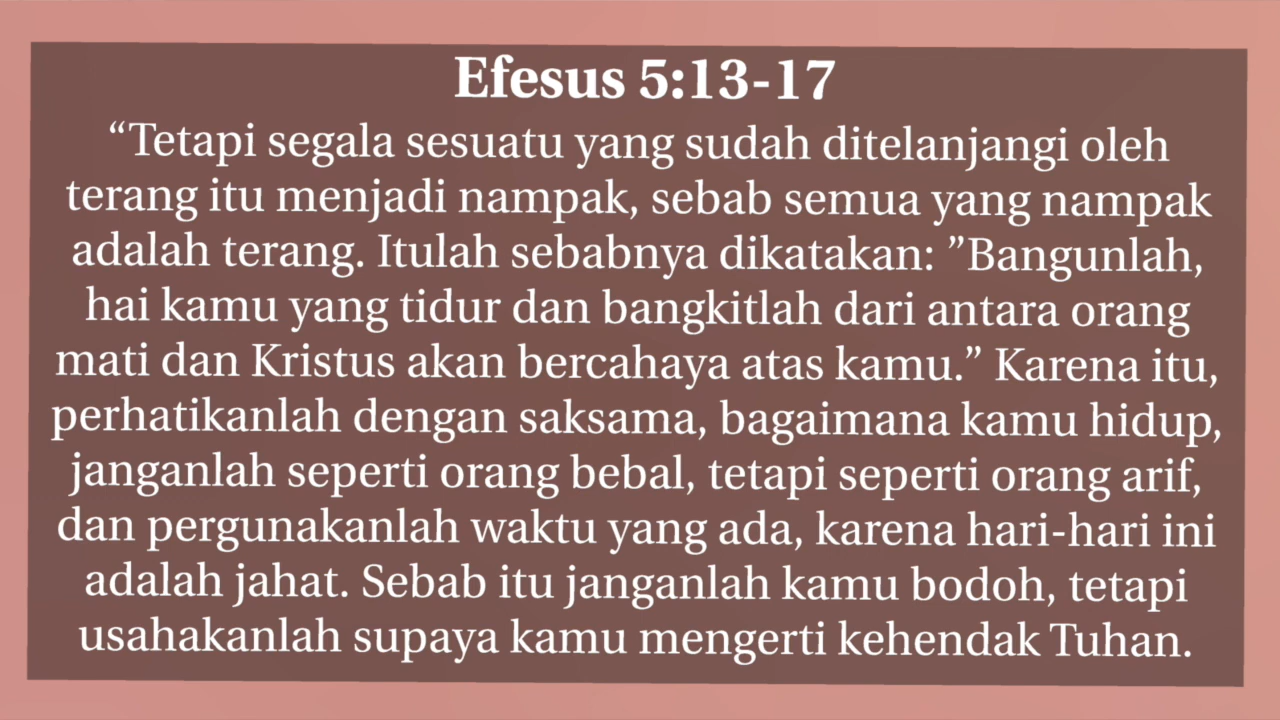 Efesus 5:13-17
“Tetapi segala sesuatu yang sudah ditelanjangi oleh
terang itu menjadi nampak, sebab semua yang nampak
adalah terang. Itulah sebabnya dikatakan: ”Bangunlah,
hai kamu yang tidur dan bangkitlah dari antara orang
mati dan Kristus akan bercahaya atas kamu.” Karena itu,
perhatikanlah dengan saksama, bagaimana kamu hidup,
janganlah seperti orang bebal, tetapi seperti orang arif,
dan pergunakanlah waktu yang ada, karena hari-hari ini
adalah jahat. Sebab itu janganlah kamu bodoh, tetapi
usahakanlah supaya kamu mengerti kehendak Tuhan.